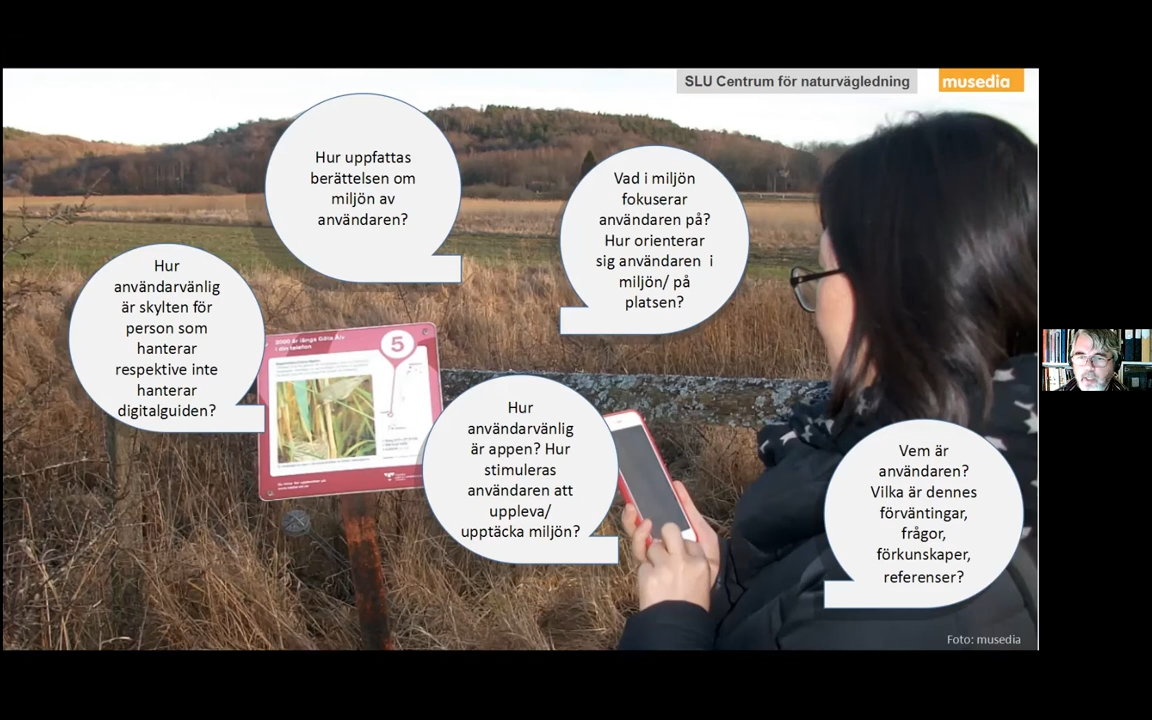 SLU Centrum för naturvägledning
musedia
Hur uppfattas
berättelsen om
miljön av
användaren?
Vad i miljön
fokuserar
användaren på?
Hur orienterar
sig användaren i
miljön/ på
platsen?
Hur
användarvänlig
är skylten för
person som
hanterar
respektive inte
hanterar
digitalguiden?
5
Hur
användarvänlig
är appen? Hur
stimuleras
användaren att
uppleva/
upptäcka miljön?
Vem är
användaren?
Vilka är dennes
förväntingar,
frågor,
förkunskaper,
referenser?
Foto: musedia